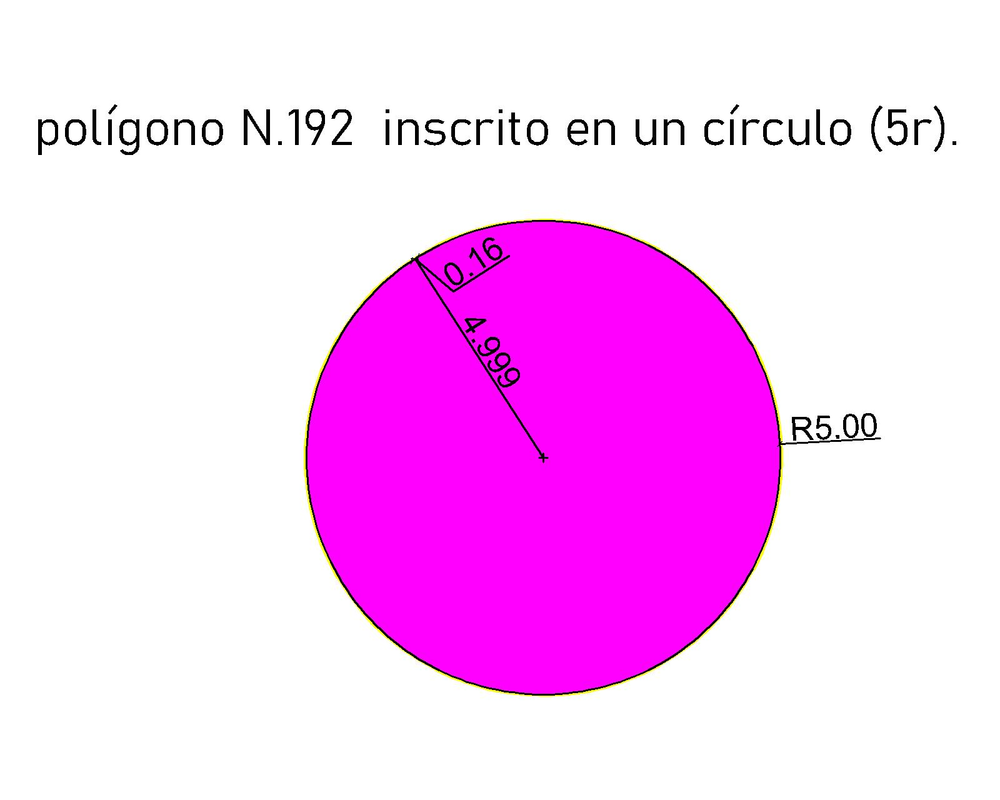 polígono N.192 inscrito en un círculo (5r).
0.16
4.999
R5.00